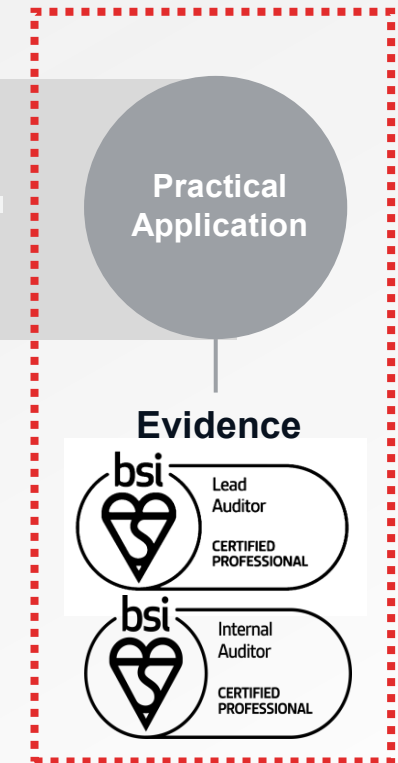 Practical
Application
Evidence
bsi
Lead
Auditor
CERTIFIED
PROFESSIONAL
bsi
Internal
Auditor
CERTIFIED
PROFESSIONAL